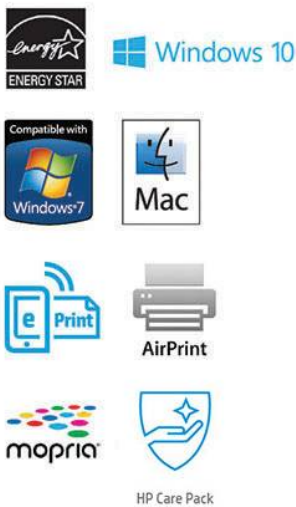 energy
ENERGY STAR
Windows 10
Compatible with
Windows 7
Mac
e Print
AirPrint
mopria
HP Care Pack